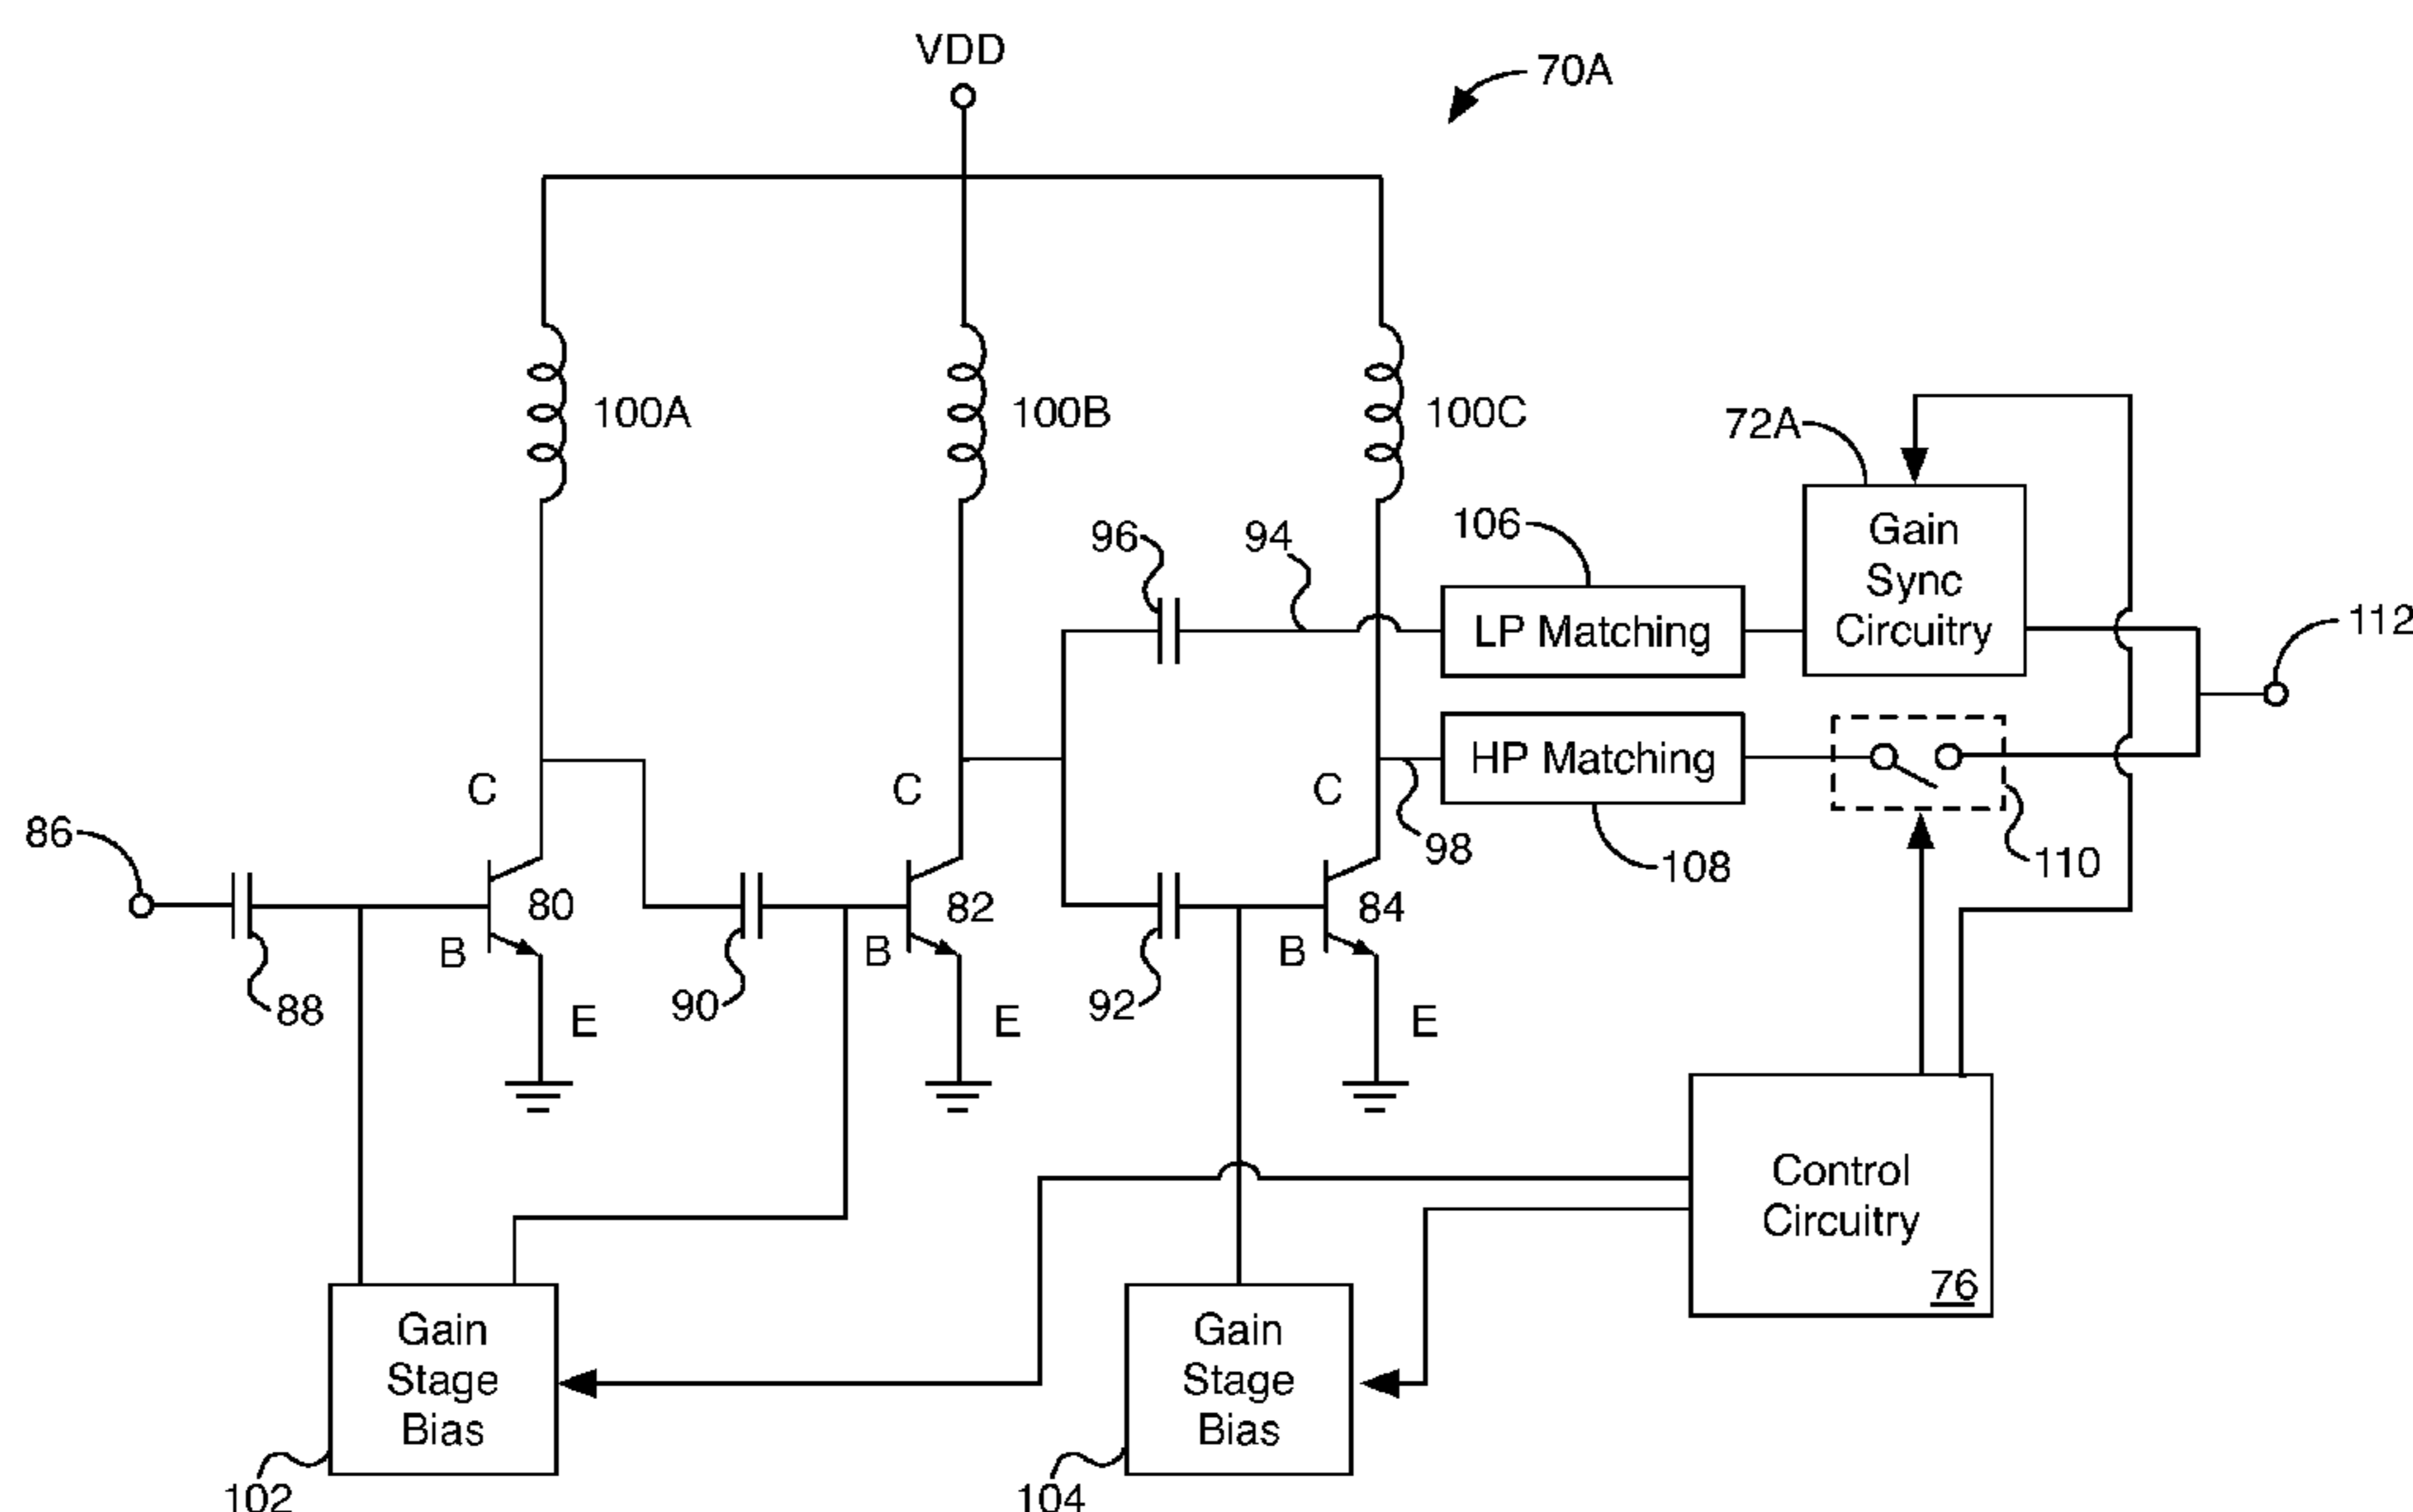 VDD
70A
100A
100B
100C
72A
Gain
Sync
Circuitry
96
94
106
LP Matching
112
HP Matching
C
C
C
86
98
108
110
80
82
84
B
B
B
88
90
92
E
E
E
Control
Circuitry
76
Gain
Stage
Bias
Gain
Stage
Bias
102
104